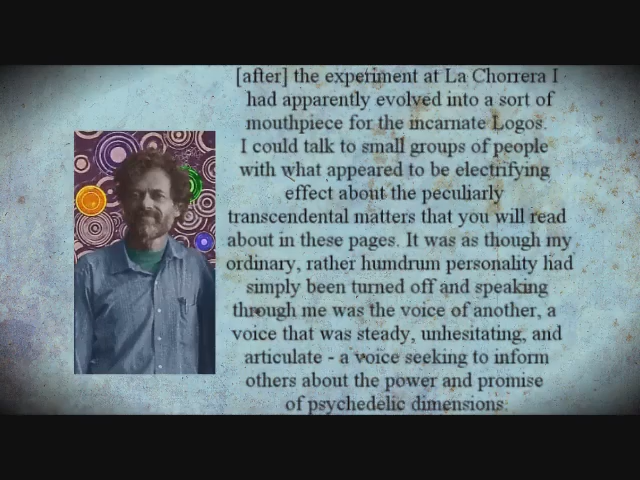 [after] the experiment at La Chorrera I
had apparently evolved into a sort of
mouthpiece for the incarnate Logos.
I could talk to small groups of people
with what appeared to be electrifying
effect about the peculiarly
transcendental matters that you will read
about in these pages. It was as though my
ordinary, rather humdrum personality had
simply been turned off and speaking
through me was the voice of another, a
voice that was steady, unhesitating, and
articulate - a voice seeking to inform
others about the power and promise
of psychedelic dimensions.